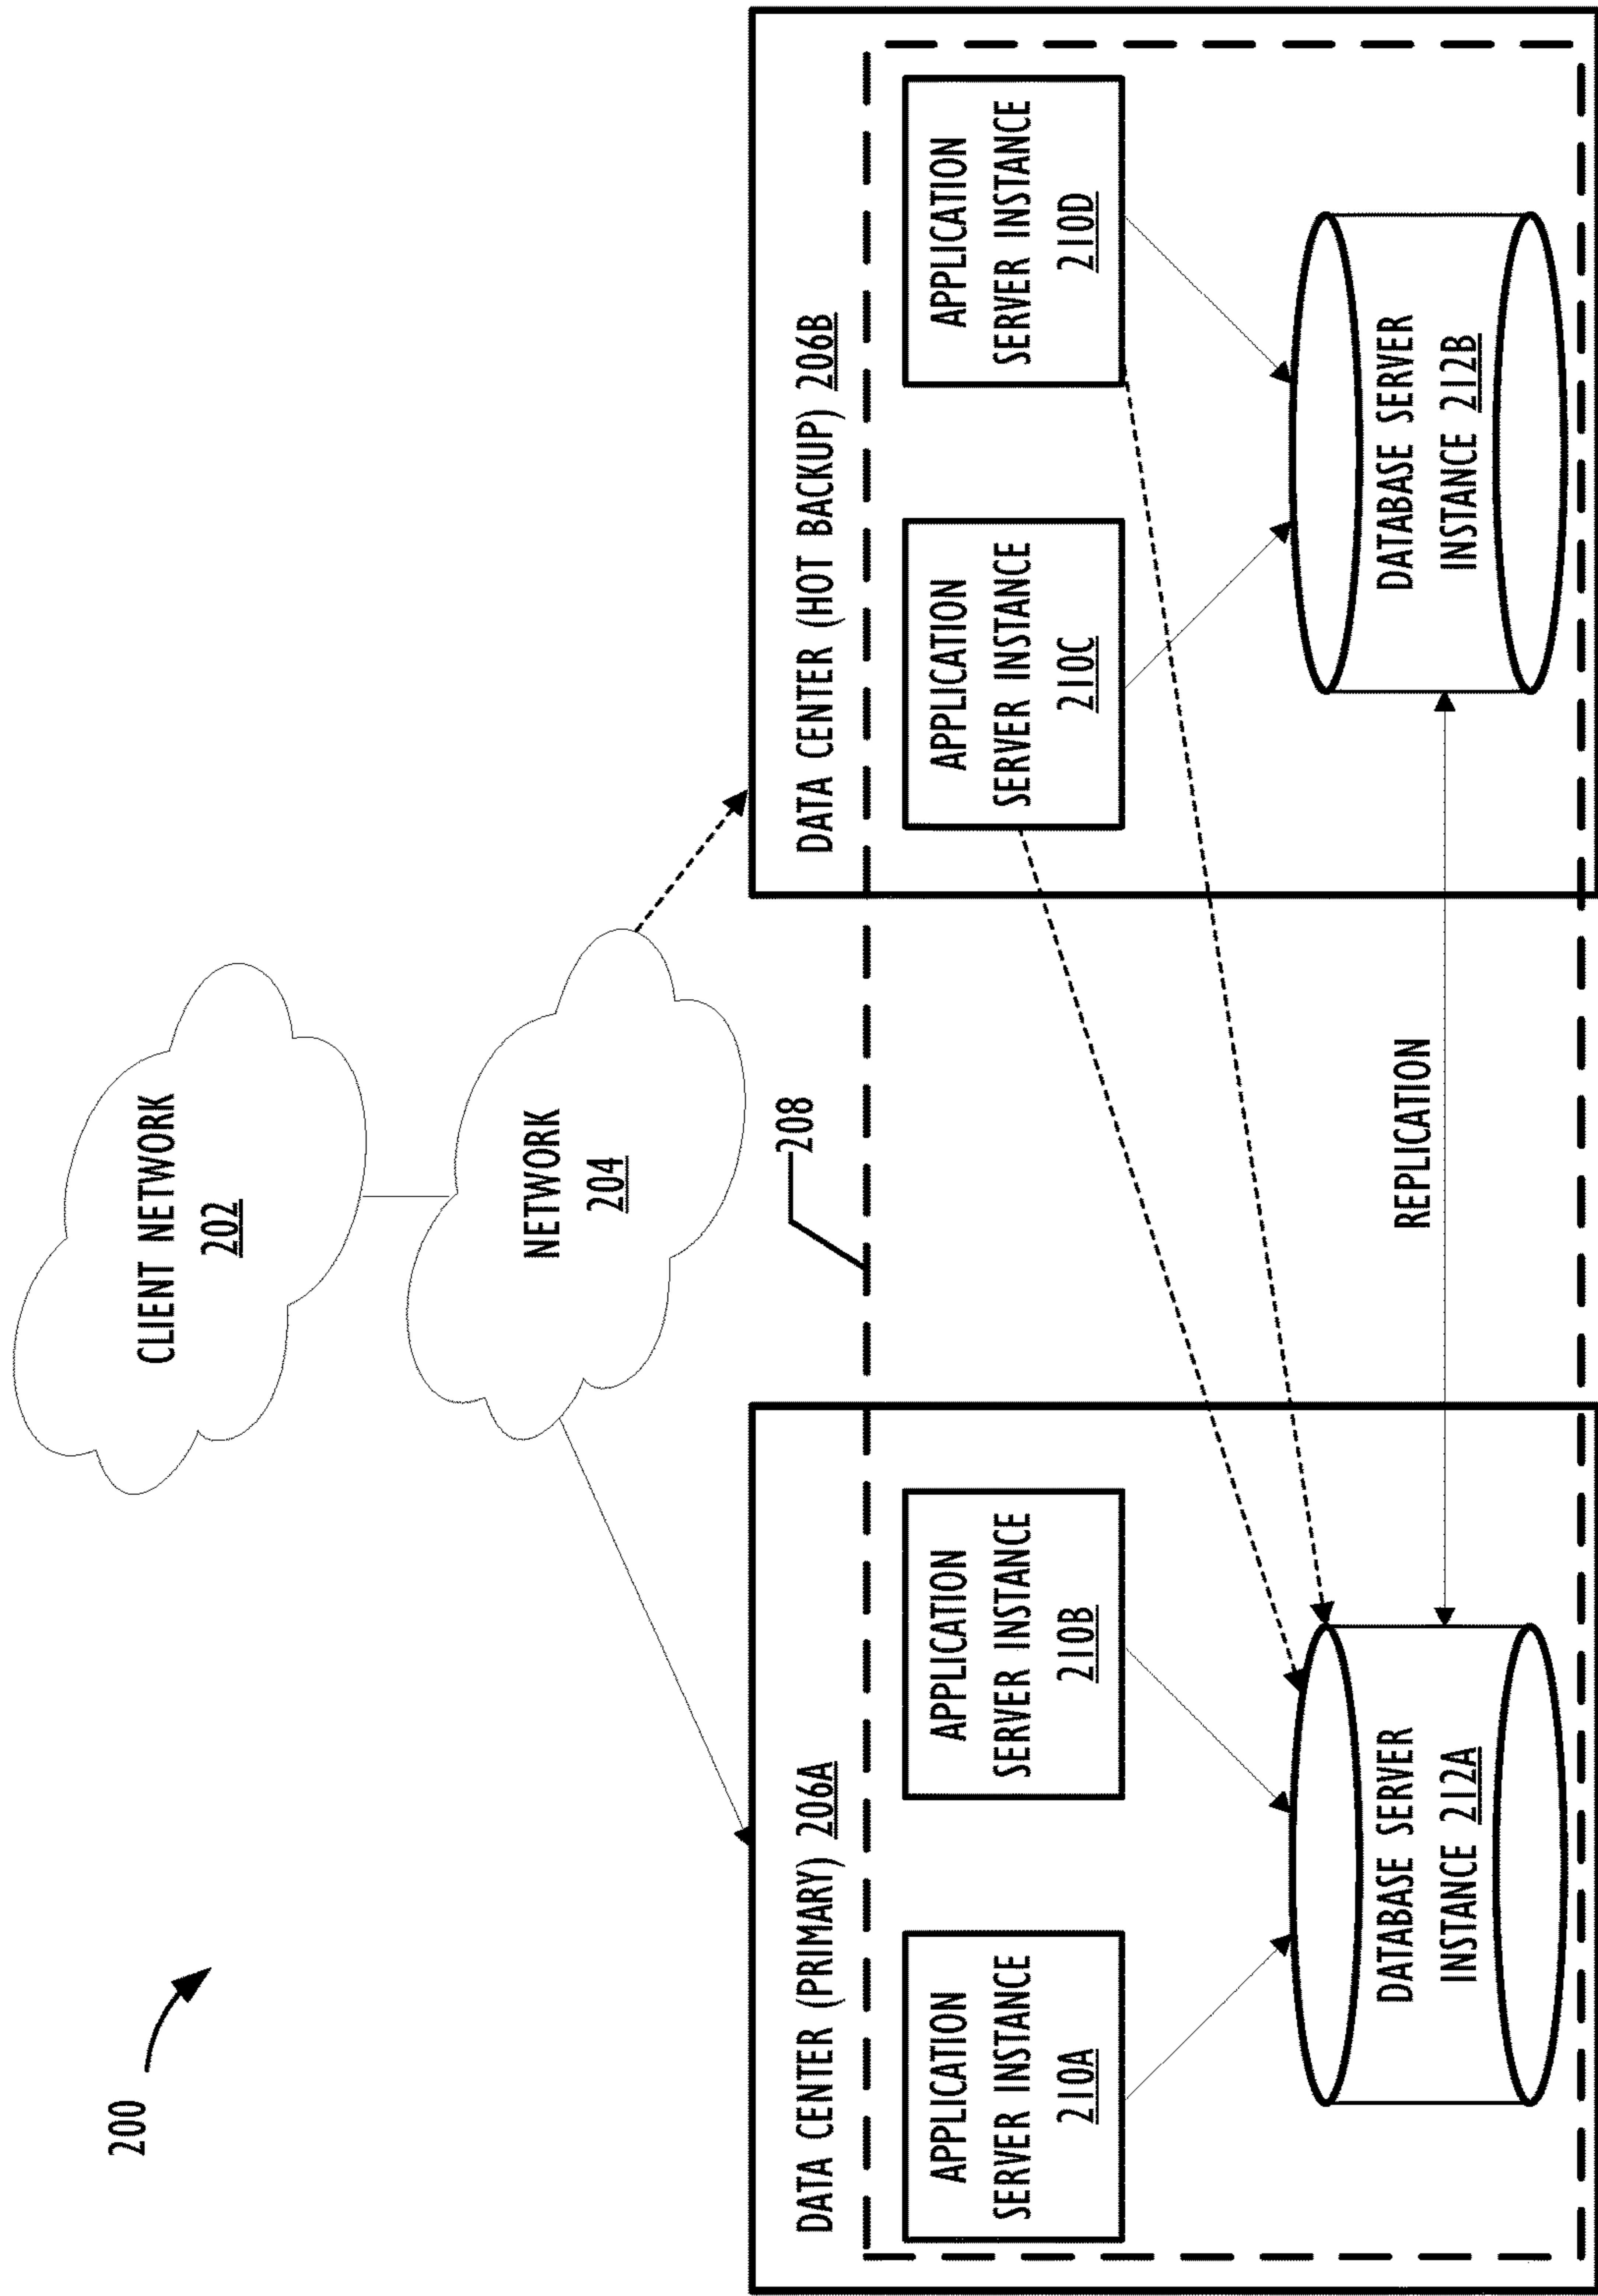 200
CLIENT NETWORK
202
NETWORK
204
208
DATA CENTER (PRIMARY) 206A
APPLICATION
SERVER INSTANCE
210A
APPLICATION
SERVER INSTANCE
210B
DATABASE SERVER
INSTANCE 212A
REPLICATION
DATA CENTER (HOT BACKUP) 206B
APPLICATION
SERVER INSTANCE
210C
APPLICATION
SERVER INSTANCE
210D
DATABASE SERVER
INSTANCE 212B